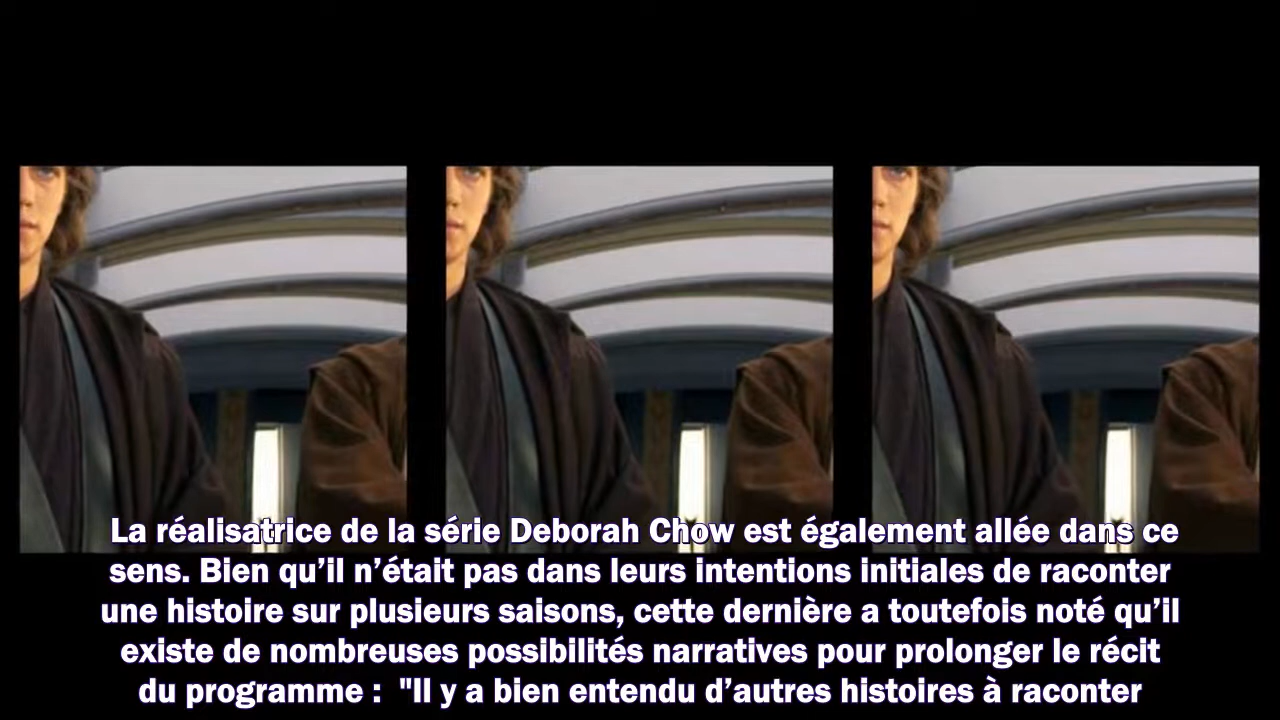 La réalisatrice de la série Deborah Chow est également allée dans ce
sens. Bien qu’il n’était pas dans leurs intentions initiales de raconter
une histoire sur plusieurs saisons, cette dernière a toutefois noté qu’il
existe de nombreuses possibilités narratives pour prolonger le récit
du programme :  "Il y a bien entendu d’autres histoires à raconter